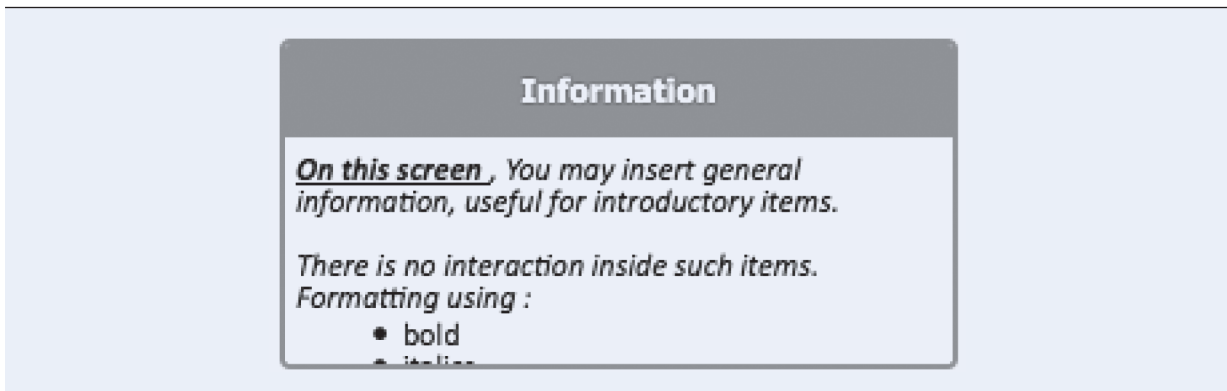 Information
On this screen , You may insert general
information, useful for introductory items.
There is no interaction inside such items.
Formatting using :
• bold
• italics